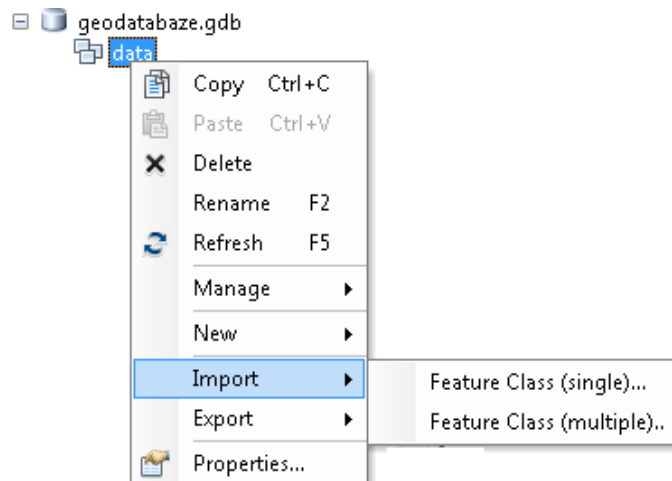 geodatabaze.gdb
data
Copy Ctrl+C
Paste Ctrl+V
Delete
Rename F2
Refresh F5
Manage
New
Import
Feature Class (single)...
Export
Feature Class (multiple)..
Properties...